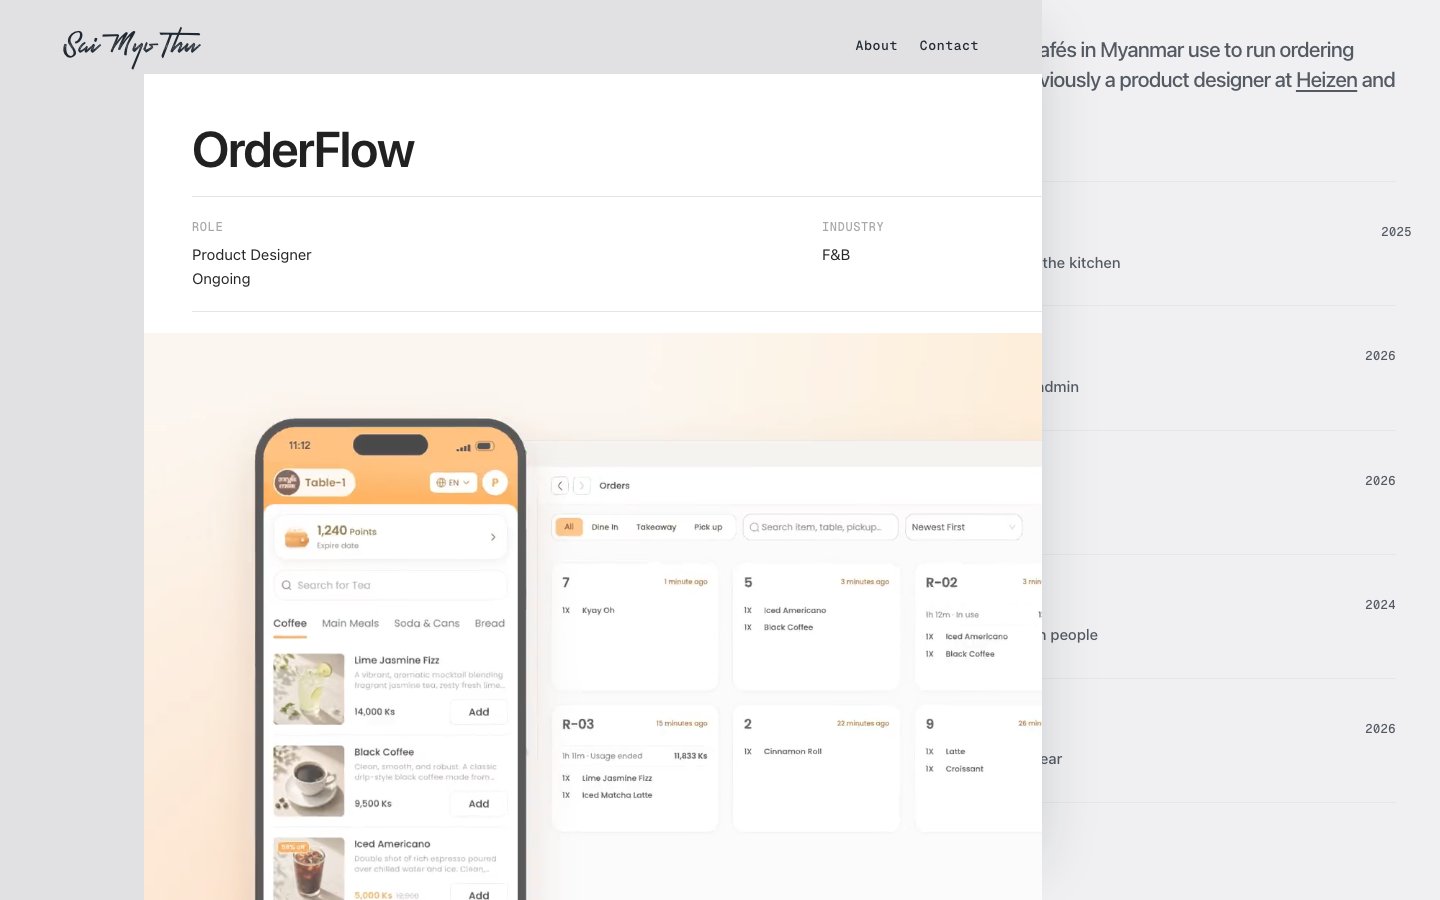 Sai Myo Thu
About
Contact
afés in Myanmar use to run ordering
viously a product designer at Heizen and
OrderFlow
ROLE
Product Designer
Ongoing
INDUSTRY
F&B
2025
the kitchen
2026
dmin
2026
2024
people
2026
ear
11:12
Table-1
EN
P
1,240 Points
Expire date
Search for Tea
Coffee
Main Meals
Soda & Cans
Bread
Lime Jasmine Fizz
A vibrant, aromatic mocktail blending
fragrant jasmine tea, zesty fresh lime...
14,000 Ks
Add
Black Coffee
Clean, smooth, and robust. A classic
drip-style black coffee made from...
9,500 Ks
Add
Iced Americano
Double shot of rich espresso poured
over chilled water and ice. Clean,...
5,000 Ks
Add
Orders
All
Dine In
Takeaway
Pick up
Search item, table, pickup...
Newest First
7
1 minute ago
1X Kyay Oh
5
3 minutes ago
1X Iced Americano
1X Black Coffee
R-02
3 min
1h 12m · In use
1X Iced Americano
1X Black Coffee
R-03
15 minutes ago
1h 11m · Usage ended
11,833 Ks
1X Lime Jasmine Fizz
1X Iced Matcha Latte
2
22 minutes ago
1X Cinnamon Roll
9
26 min
1X Latte
1X Croissant